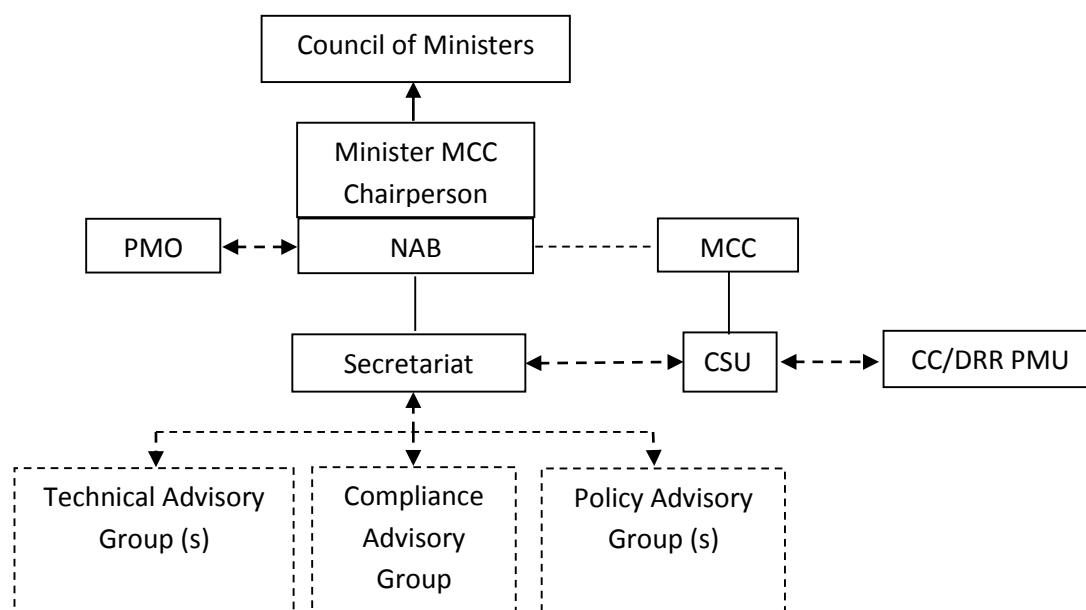 Council of Ministers
Minister MCC
Chairperson
PMO
NAB
MCC
Secretariat
CSU
CC/DRR PMU
Technical Advisory
Group (s)
Compliance
Advisory
Group
Policy Advisory
Group (s)